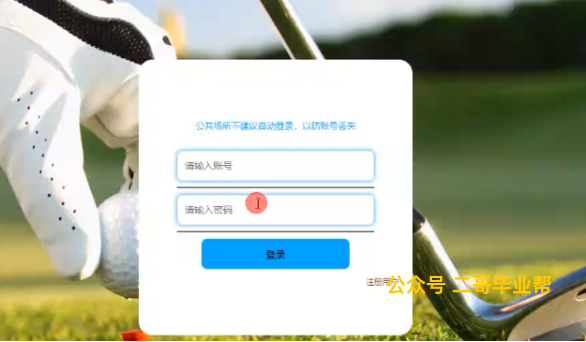 公共场所不建议自动登录，以防账号丢失
请输入账号
请输入密码
登录
注册用
公众号 二哥毕业帮